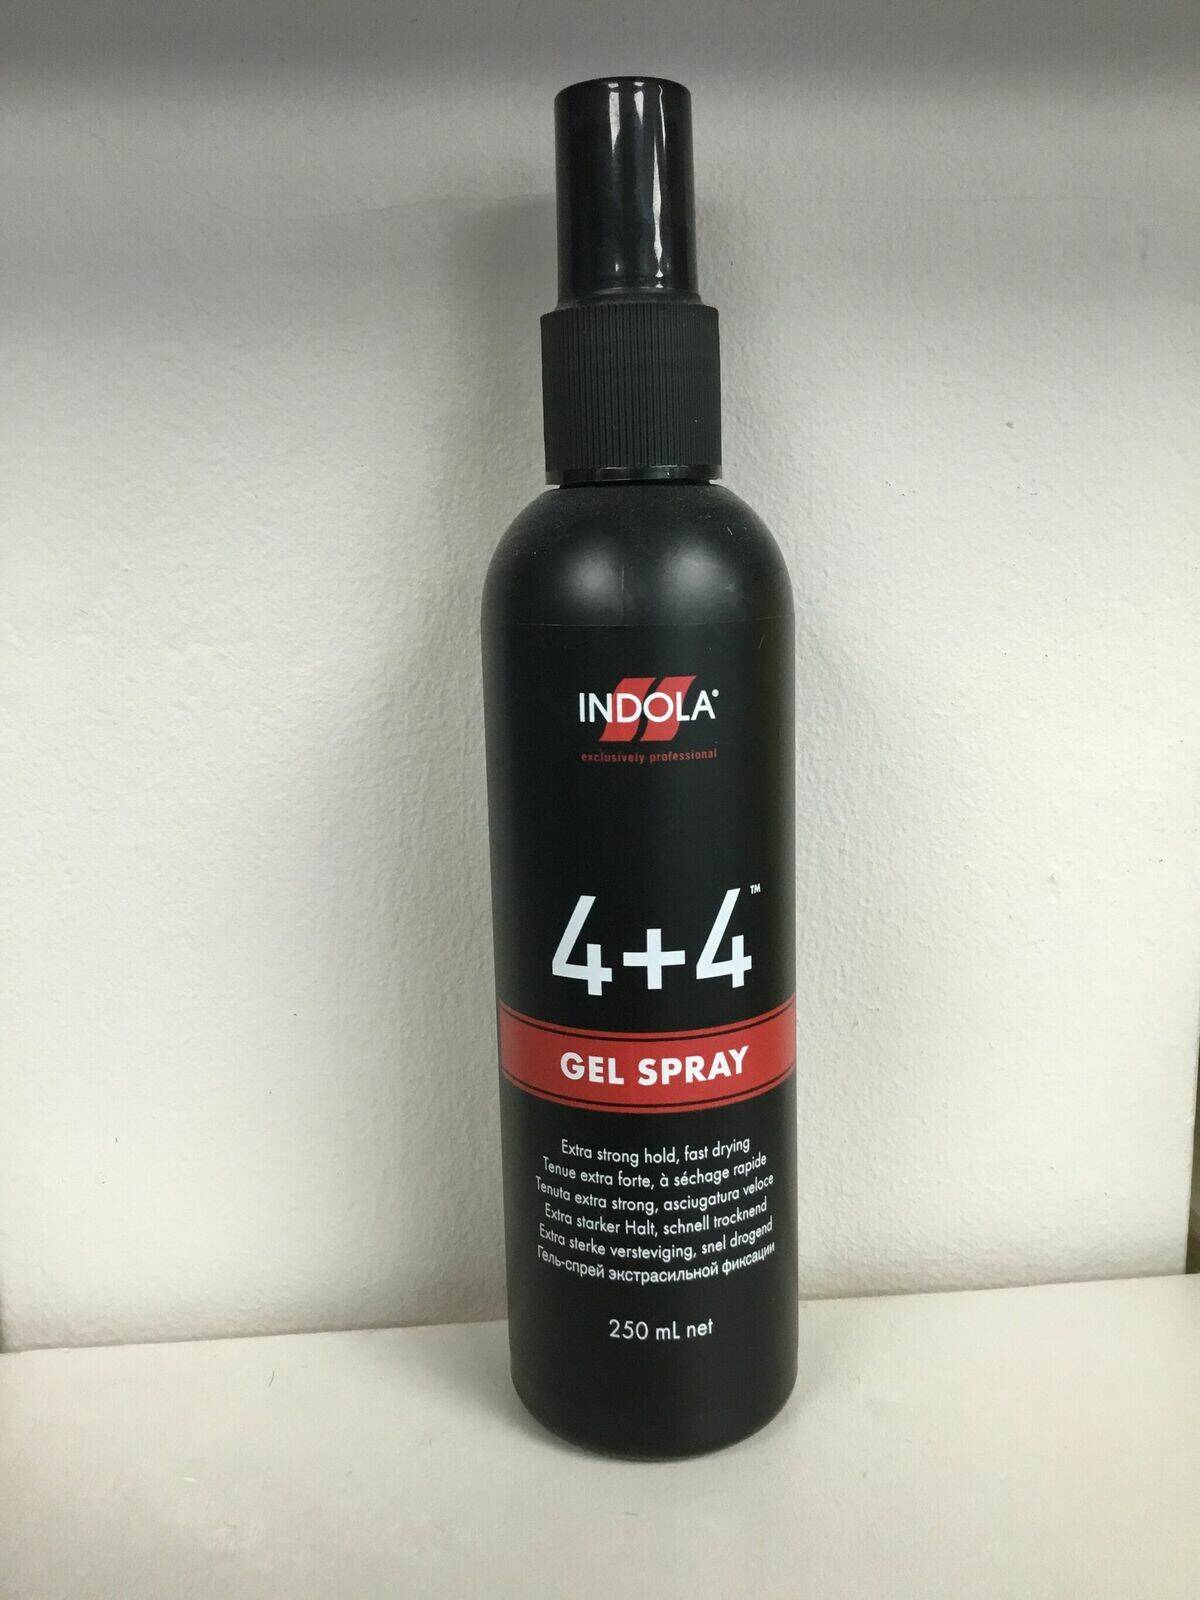 INDOLA®
exclusively professional
4+4™
GEL SPRAY
Extra strong hold, fast drying
Tenue extra forte, à séchage rapide
Tenuta extra strong, asciugatura veloce
Extra starker Halt, schnell trocknend
Extra sterke versteviging, snel drogend
Гель-спрей экстрасильной фиксации
250 mL net